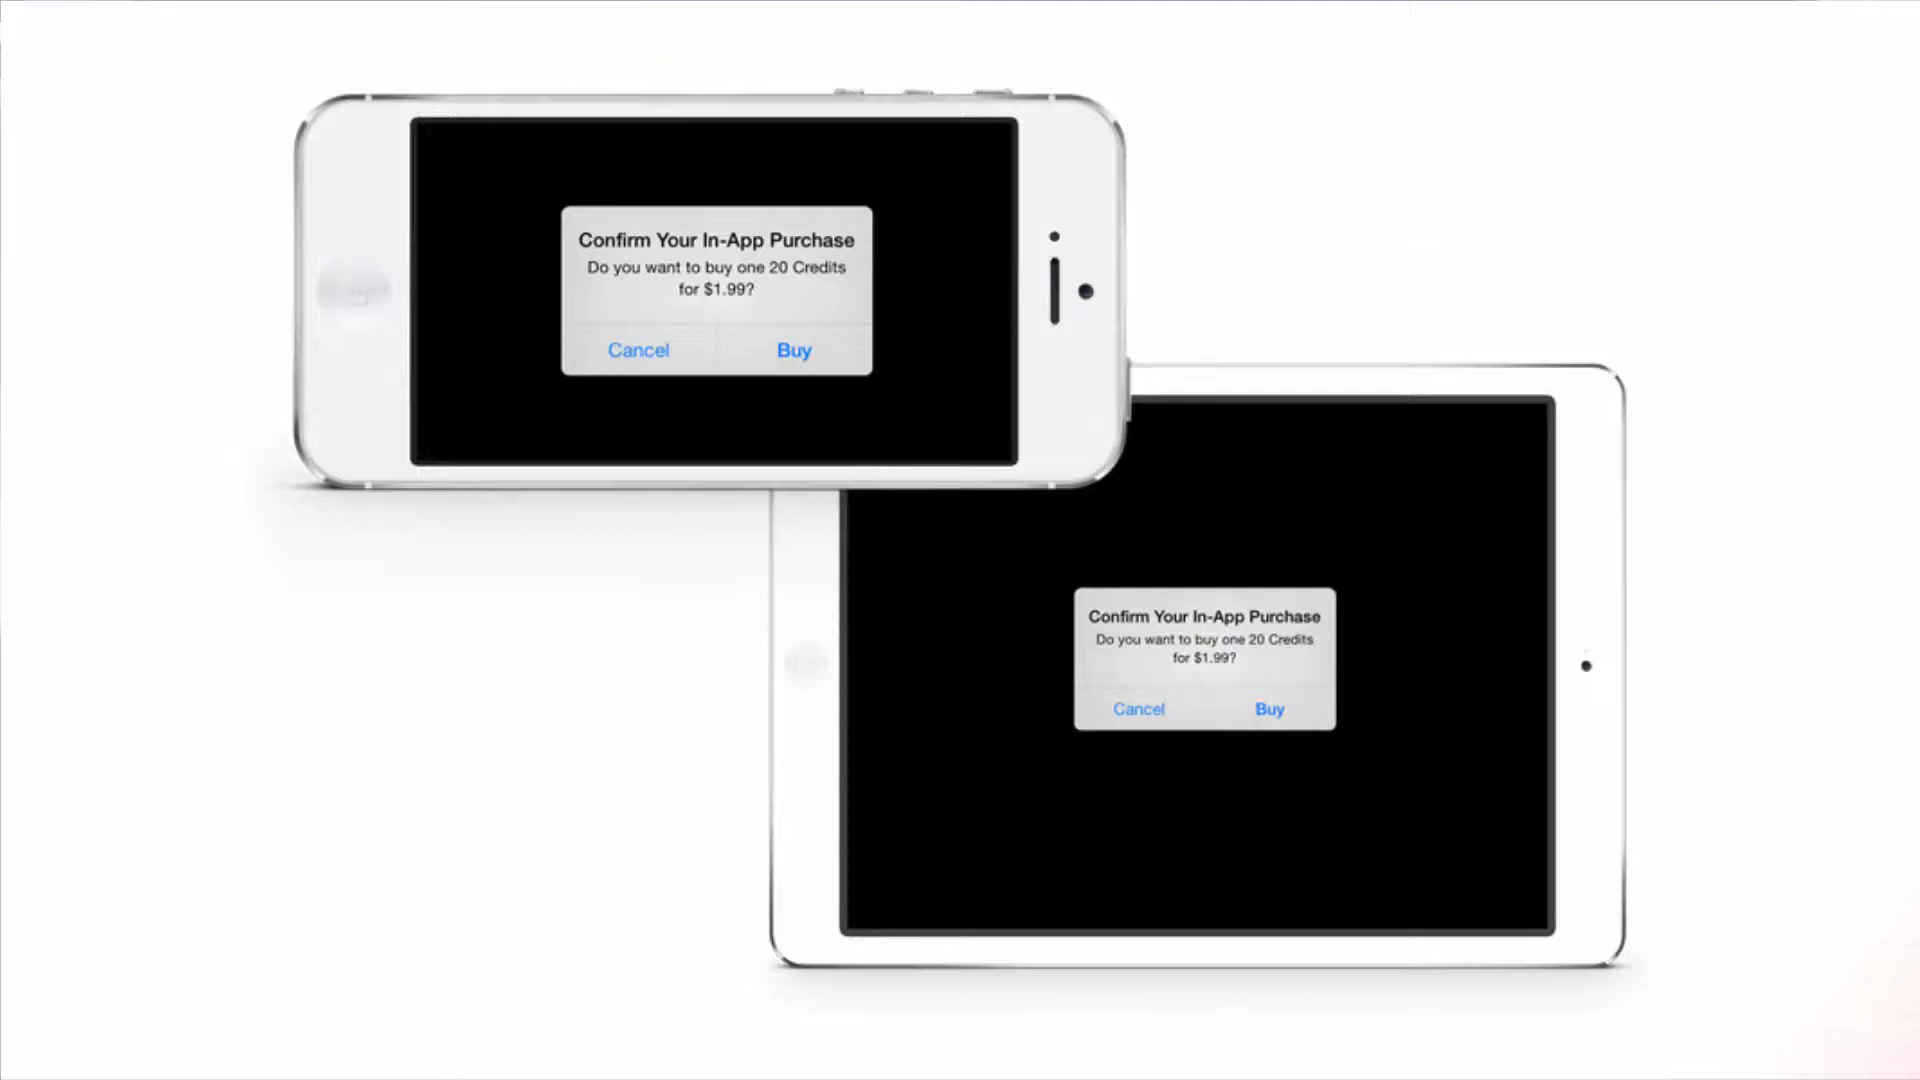 Confirm Your In-App Purchase
Do you want to buy one 20 Credits
for $1.99?
Cancel Buy
Confirm Your In-App Purchase
Do you want to buy one 20 Credits
for $1.99?
Cancel Buy